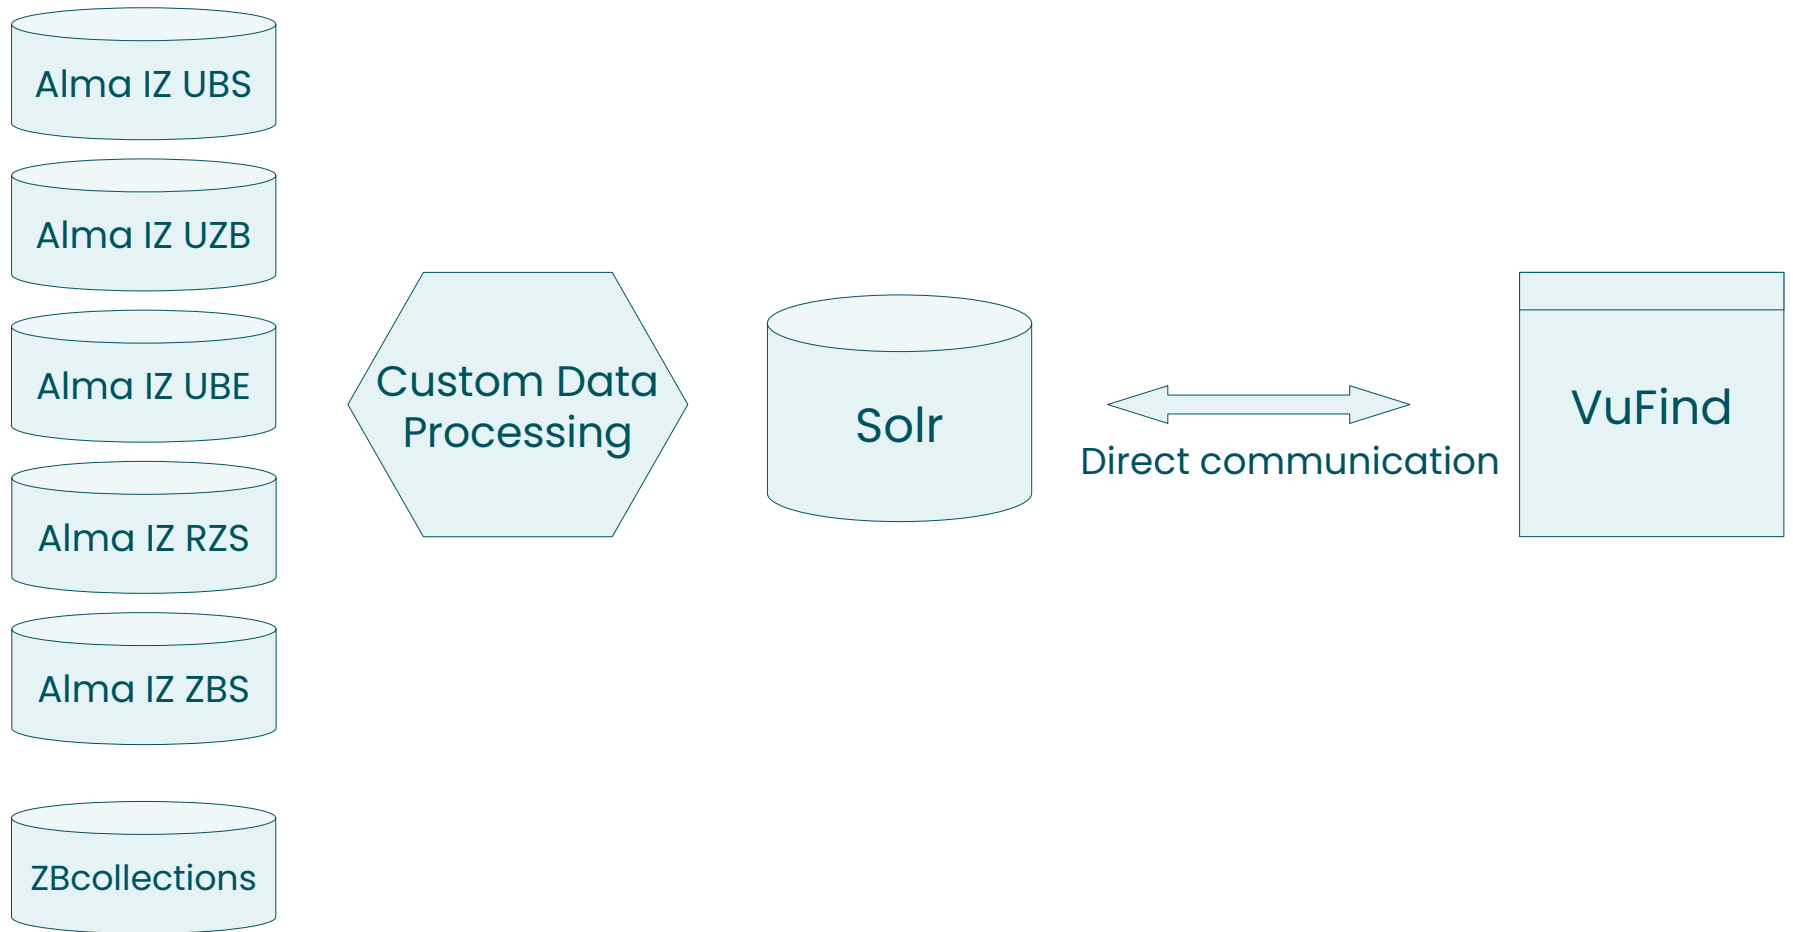 Alma IZ UBS
Alma IZ UZB
Alma IZ UBE
Alma IZ RZS
Alma IZ ZBS
ZBcollections
Custom Data
Processing
Solr
Direct communication
VuFind